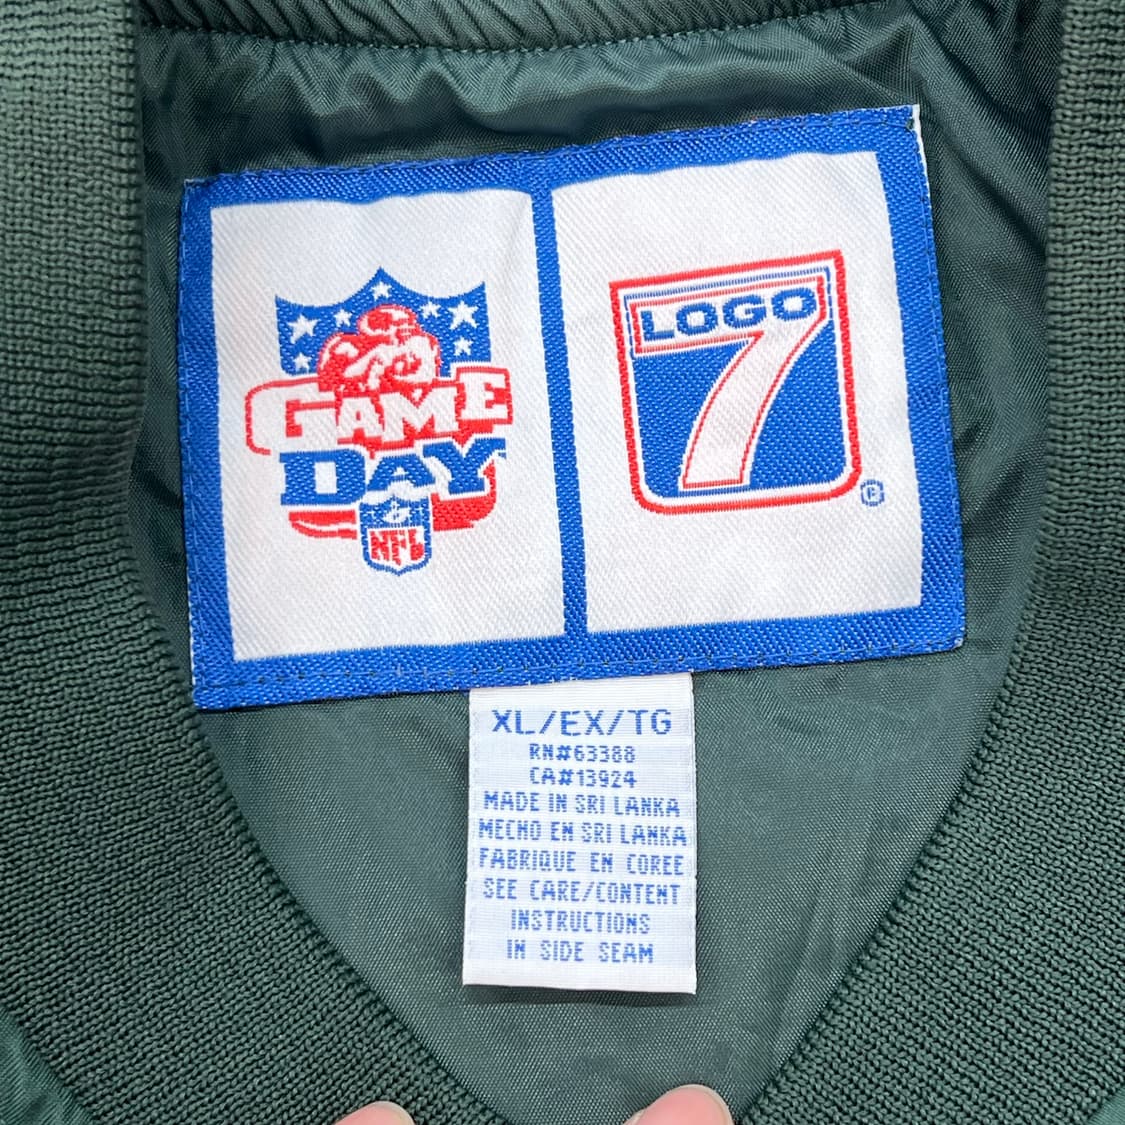 GAME
DAY
NFL
LOGO
7
®
XL/EX/TG
RN#63388
CA#13924
MADE IN SRI LANKA
MECHO EN SRI LANKA
FABRIQUE EN COREE
SEE CARE/CONTENT
INSTRUCTIONS
IN SIDE SEAM